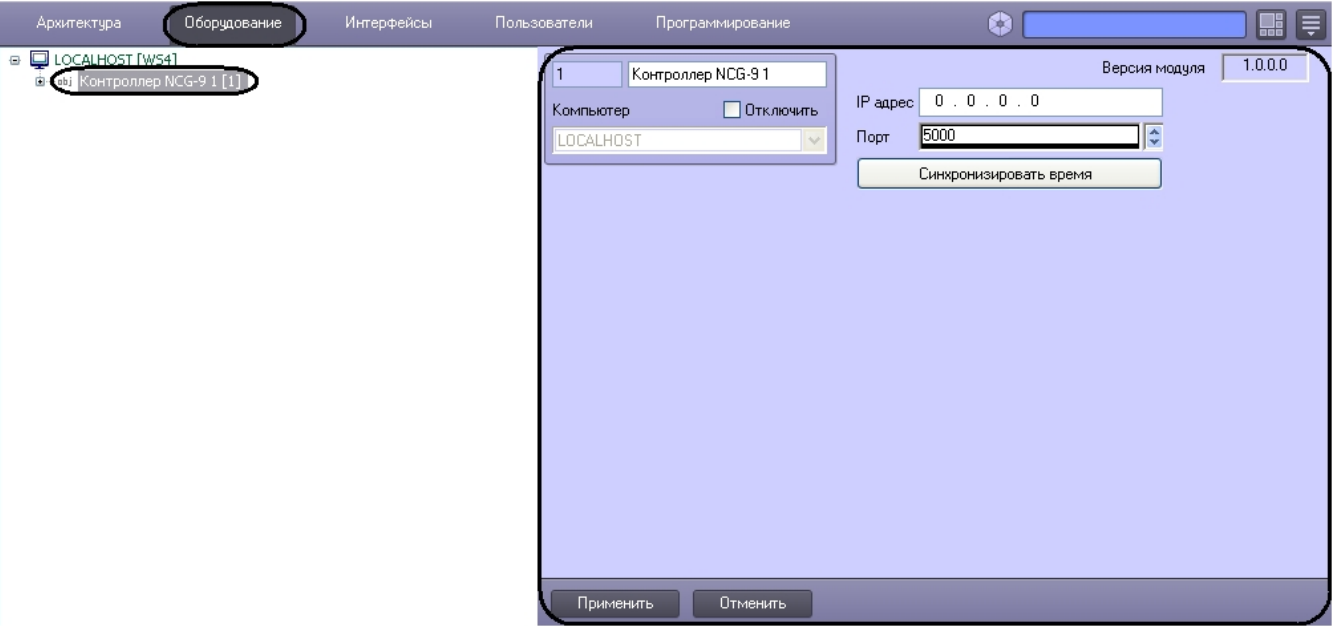 Архитектура Оборудование Интерфейсы Пользователи Программирование
LOCALHOST [WS4]
obj Контроллер NCG-9 1 [1]
1 Контроллер NCG-9 1 Версия модуля 1.0.0.0
Компьютер Отключить IP адрес 0 . 0 . 0 . 0
LOCALHOST Порт 5000
Синхронизировать время
Применить Отменить